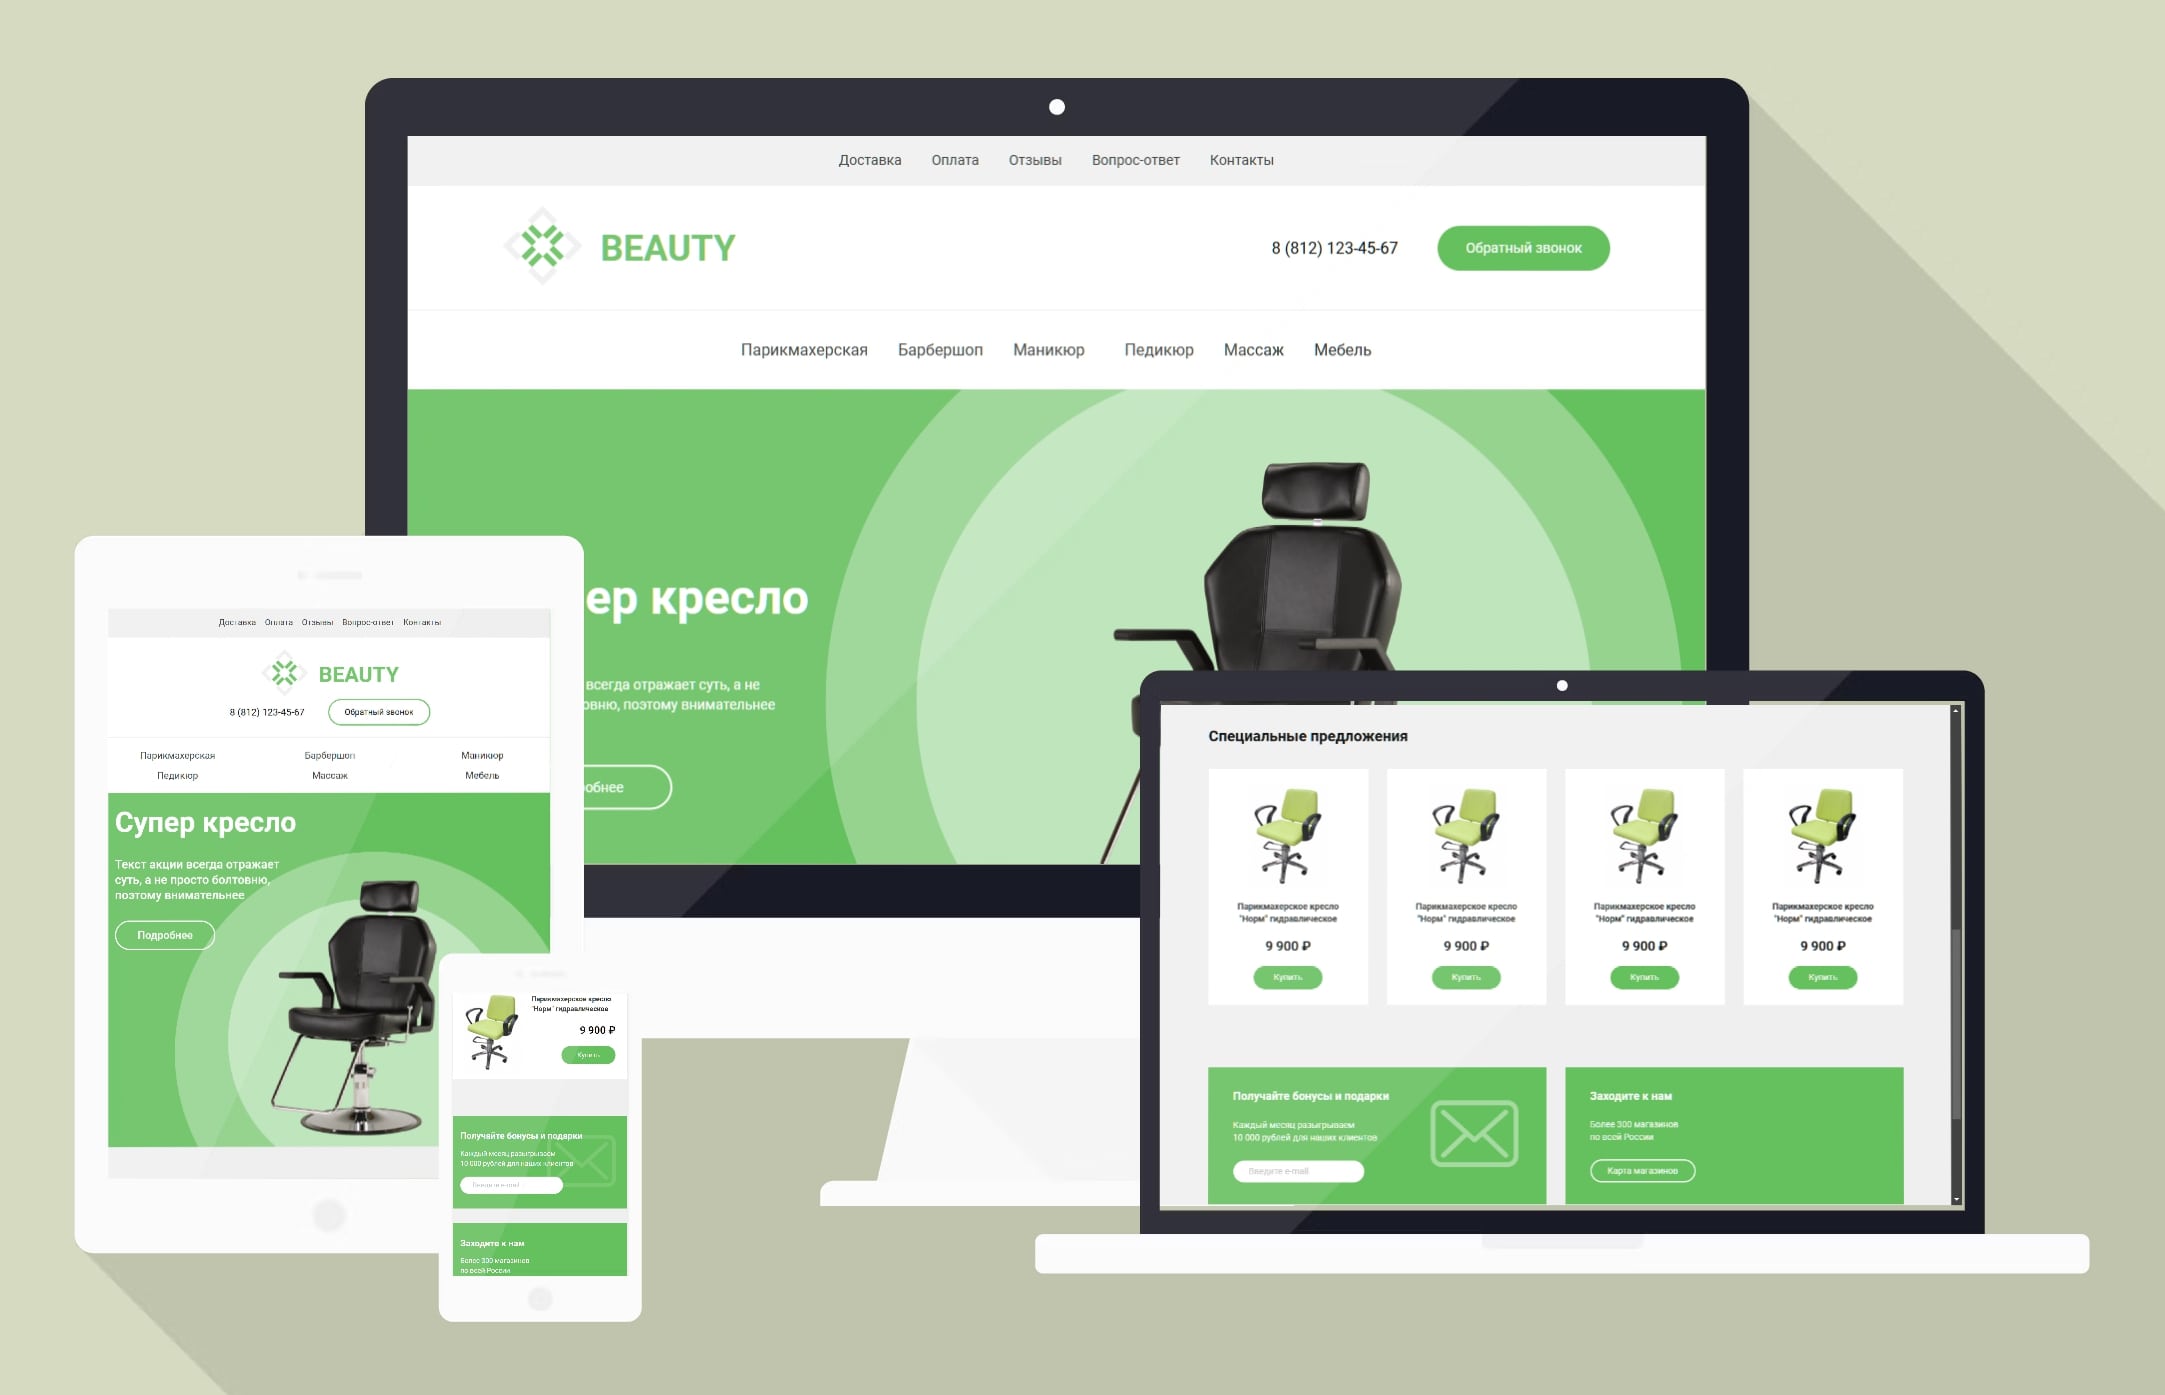 Доставка Оплата Отзывы Вопрос-ответ Контакты
BEAUTY
8 (812) 123-45-67
Обратный звонок
Парикмахерская Барбершоп Маникюр Педикюр Массаж Мебель
ер кресло
всегда отражает суть, а не
овню, поэтому внимательнее
обнее
Доставка Оплата Отзывы Вопрос-ответ Контакты
BEAUTY
8 (812) 123-45-67
Обратный звонок
Парикмахерская Барбершоп Маникюр
Педикюр Массаж Мебель
Супер кресло
Текст акции всегда отражает
суть, а не просто болтовню,
поэтому внимательнее
Подробнее
Парикмахерское кресло
"Норм" гидравлическое
9 900 ₽
Купить
Получайте бонусы и подарки
Каждый месяц разыгрываем
10 000 рублей для наших клиентов
Введите e-mail
Заходите к нам
Более 300 магазинов
по всей России
Специальные предложения
Парикмахерское кресло
"Норм" гидравлическое
9 900 ₽
Купить
Парикмахерское кресло
"Норм" гидравлическое
9 900 ₽
Купить
Парикмахерское кресло
"Норм" гидравлическое
9 900 ₽
Купить
Парикмахерское кресло
"Норм" гидравлическое
9 900 ₽
Купить
Получайте бонусы и подарки
Каждый месяц разыгрываем
10 000 рублей для наших клиентов
Введите e-mail
Заходите к нам
Более 300 магазинов
по всей России
Карта магазинов